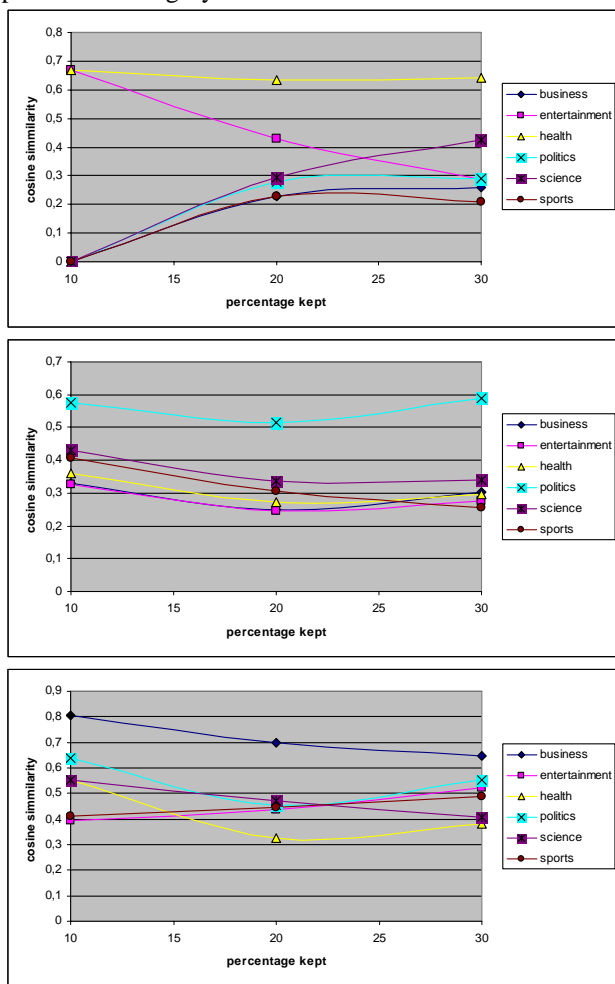 0,8
0,7
0,6
0,5
0,4
0,3
0,2
0,1
0
10 15 20 25 30
cosine simmilarity
percentage kept
business
entertainment
health
politics
science
sports
0,7
0,6
0,5
0,4
0,3
0,2
0,1
0
10 15 20 25 30
cosine simmilarity
percentage kept
business
entertainment
health
politics
science
sports
0,9
0,8
0,7
0,6
0,5
0,4
0,3
0,2
0,1
0
10 15 20 25 30
cosine simmilarity
percentage kept
business
entertainment
health
politics
science
sports